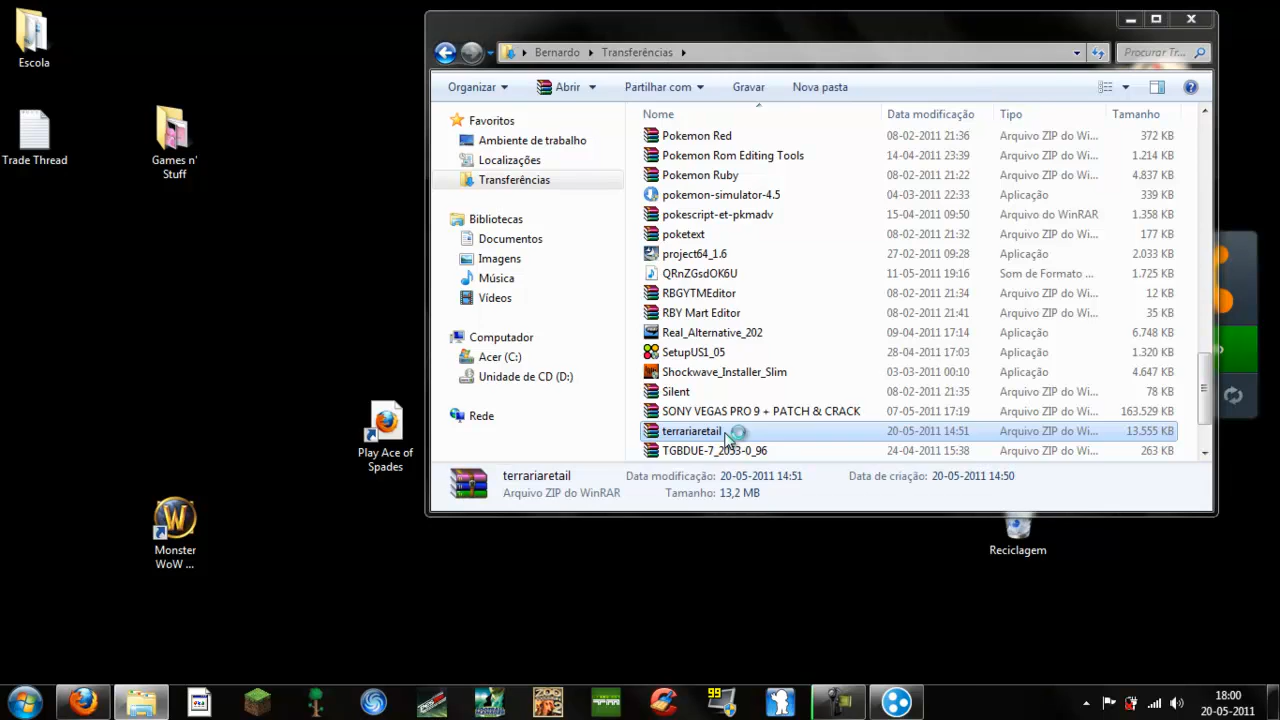 Escola
Trade Thread
Games n'
Stuff
Play Ace of
Spades
Monster
WoW ...
Reciclagem
Bernardo
Transferências
Procurar Tr...
Organizar
Abrir
Partilhar com
Gravar
Nova pasta
Favoritos
Ambiente de trabalho
Localizações
Transferências
Bibliotecas
Documentos
Imagens
Música
Vídeos
Computador
Acer (C:)
Unidade de CD (D:)
Rede
Nome Data modificação Tipo Tamanho
Pokemon Red 08-02-2011 21:36 Arquivo ZIP do Wi... 372 KB
Pokemon Rom Editing Tools 14-04-2011 23:39 Arquivo ZIP do Wi... 1.214 KB
Pokemon Ruby 08-02-2011 21:22 Arquivo ZIP do Wi... 4.837 KB
pokemon-simulator-4.5 04-03-2011 22:33 Aplicação 339 KB
pokescript-et-pkmadv 15-04-2011 09:50 Arquivo do WinRAR 1.358 KB
poketext 08-02-2011 21:32 Arquivo ZIP do Wi... 177 KB
project64_1.6 27-02-2011 09:28 Aplicação 2.033 KB
QRnZGsdOK6U 11-05-2011 19:16 Som de Formato ... 1.725 KB
RBGYTMEditor 08-02-2011 21:34 Arquivo ZIP do Wi... 12 KB
RBY Mart Editor 08-02-2011 21:41 Arquivo ZIP do Wi... 35 KB
Real_Alternative_202 19-04-2011 17:14 Aplicação 6.748 KB
SetupUS1_05 28-04-2011 17:03 Aplicação 1.320 KB
Shockwave_Installer_Slim 03-03-2011 00:10 Aplicação 4.647 KB
Silent 08-02-2011 21:35 Arquivo ZIP do Wi... 78 KB
SONY VEGAS PRO 9 + PATCH & CRACK 07-05-2011 17:19 Arquivo ZIP do Wi... 163.529 KB
terrariaretail 20-05-2011 14:51 Arquivo ZIP do Wi... 13.555 KB
TGBDUE-7_2053-0_96 24-04-2011 15:38 Arquivo ZIP do Wi... 263 KB
terrariaretail Data modificação: 20-05-2011 14:51 Data de criação: 20-05-2011 14:50
Arquivo ZIP do WinRAR Tamanho: 13,2 MB
99
ZOO
18:00
20-05-2011